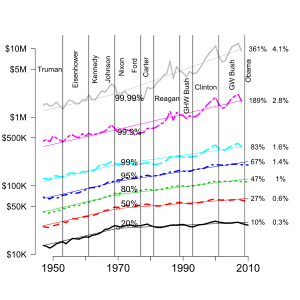 $10M
$5M
$1M
$500K
$100K
$50K
$10K
Truman
Eisenhower
Kennedy
Johnson
Nixon
Ford
Carter
Reagan
GHW Bush
Clinton
GW Bush
Obama
99.99%
99.9%
99%
95%
80%
50%
20%
361% 4.1%
189% 2.8%
83% 1.6%
67% 1.4%
47% 1%
27% 0.6%
10% 0.3%
1950
1970
1990
2010